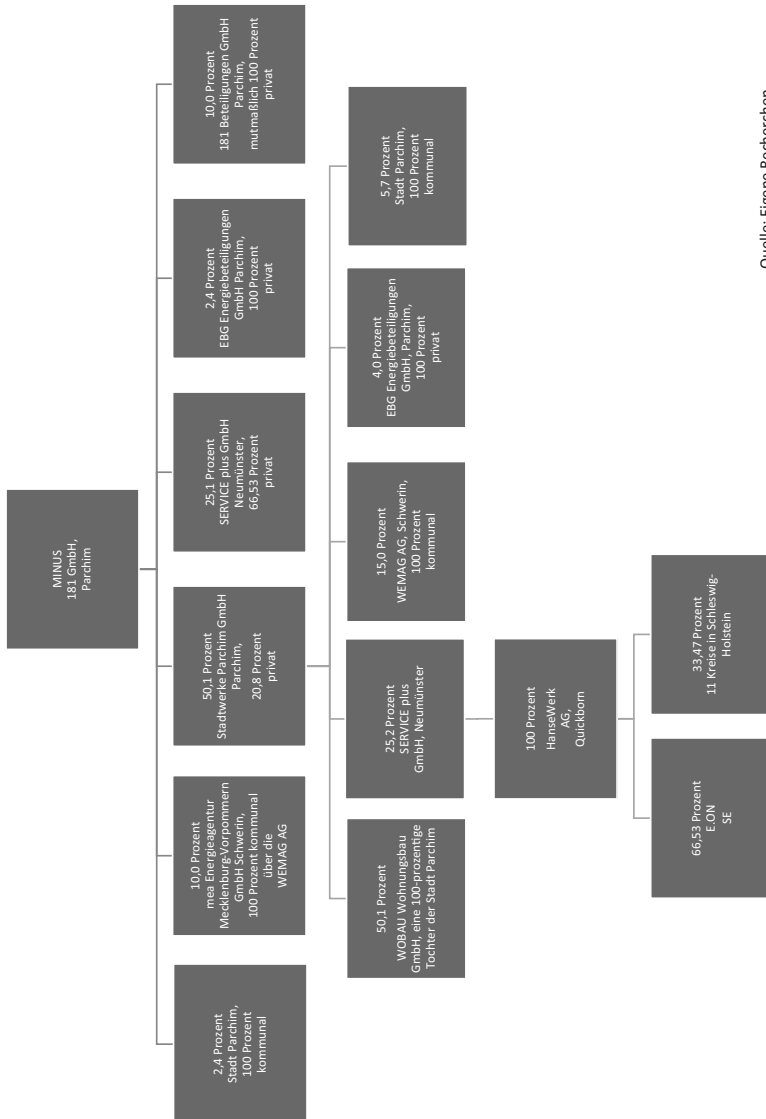 MINUS
181 GmbH,
Parchim
2,4 Prozent
Stadt Parchim,
100 Prozent
kommunal
10,0 Prozent
mea Energieagentur
Mecklenburg-Vorpommern
GmbH Schwerin,
100 Prozent kommunal
über die
WEMAG AG
50,1 Prozent
Stadtwerke Parchim GmbH
Parchim,
20,8 Prozent
privat
25,1 Prozent
SERVICE plus GmbH
Neumünster,
66,53 Prozent
privat
2,4 Prozent
EBG Energiebeteiligungen
GmbH Parchim,
100 Prozent
privat
10,0 Prozent
181 Beteiligungen GmbH
Parchim,
mutmaßlich 100 Prozent
privat
50,1 Prozent
WOBAU Wohnungsbau
GmbH, eine 100-prozentige
Tochter der Stadt Parchim
25,2 Prozent
SERVICE plus
GmbH, Neumünster
15,0 Prozent
WEMAG AG, Schwerin,
100 Prozent
kommunal
4,0 Prozent
EBG Energiebeteiligungen
GmbH, Parchim,
100 Prozent
privat
5,7 Prozent
Stadt Parchim,
100 Prozent
kommunal
100 Prozent
HanseWerk
AG,
Quickborn
66,53 Prozent
E.ON
SE
33,47 Prozent
11 Kreise in Schleswig-
Holstein
Quelle: Eigene Recherchen